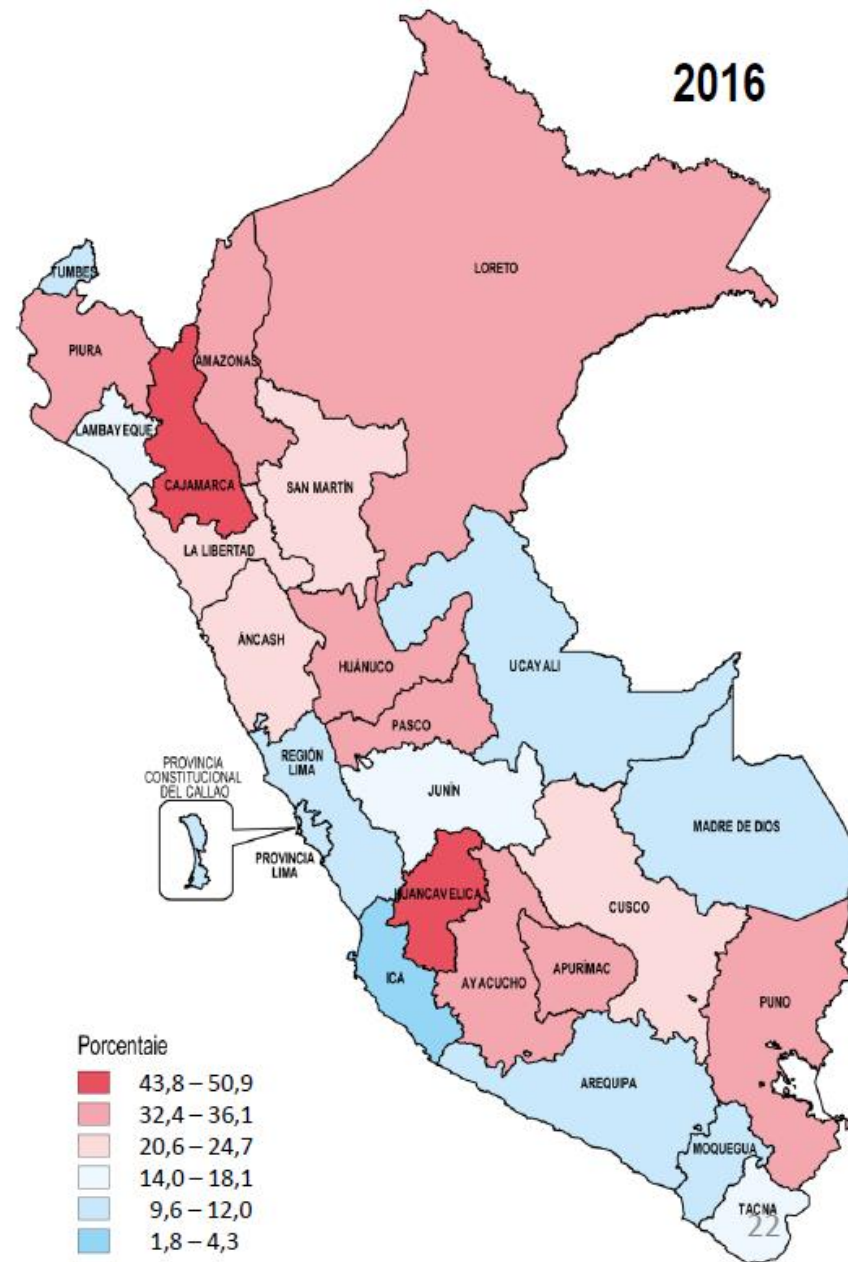 2016
LORETO
TUMBES
PIURA
AMAZONAS
LAMBAYEQUE
CAJAMARCA
SAN MARTÍN
LA LIBERTAD
ÁNCASH
HUÁNUCO
UCAYALI
PASCO
REGIÓN
LIMA
PROVINCIA
CONSTITUCIONAL
DEL CALLAO
JUNÍN
MADRE DE DIOS
PROVINCIA
LIMA
HUANCAVELICA
CUSCO
ICA
AYACUCHO
APURÍMAC
PUNO
AREQUIPA
MOQUEGUA
TACNA
22
Porcentaie
43,8 – 50,9
32,4 – 36,1
20,6 – 24,7
14,0 – 18,1
9,6 – 12,0
1,8 – 4,3